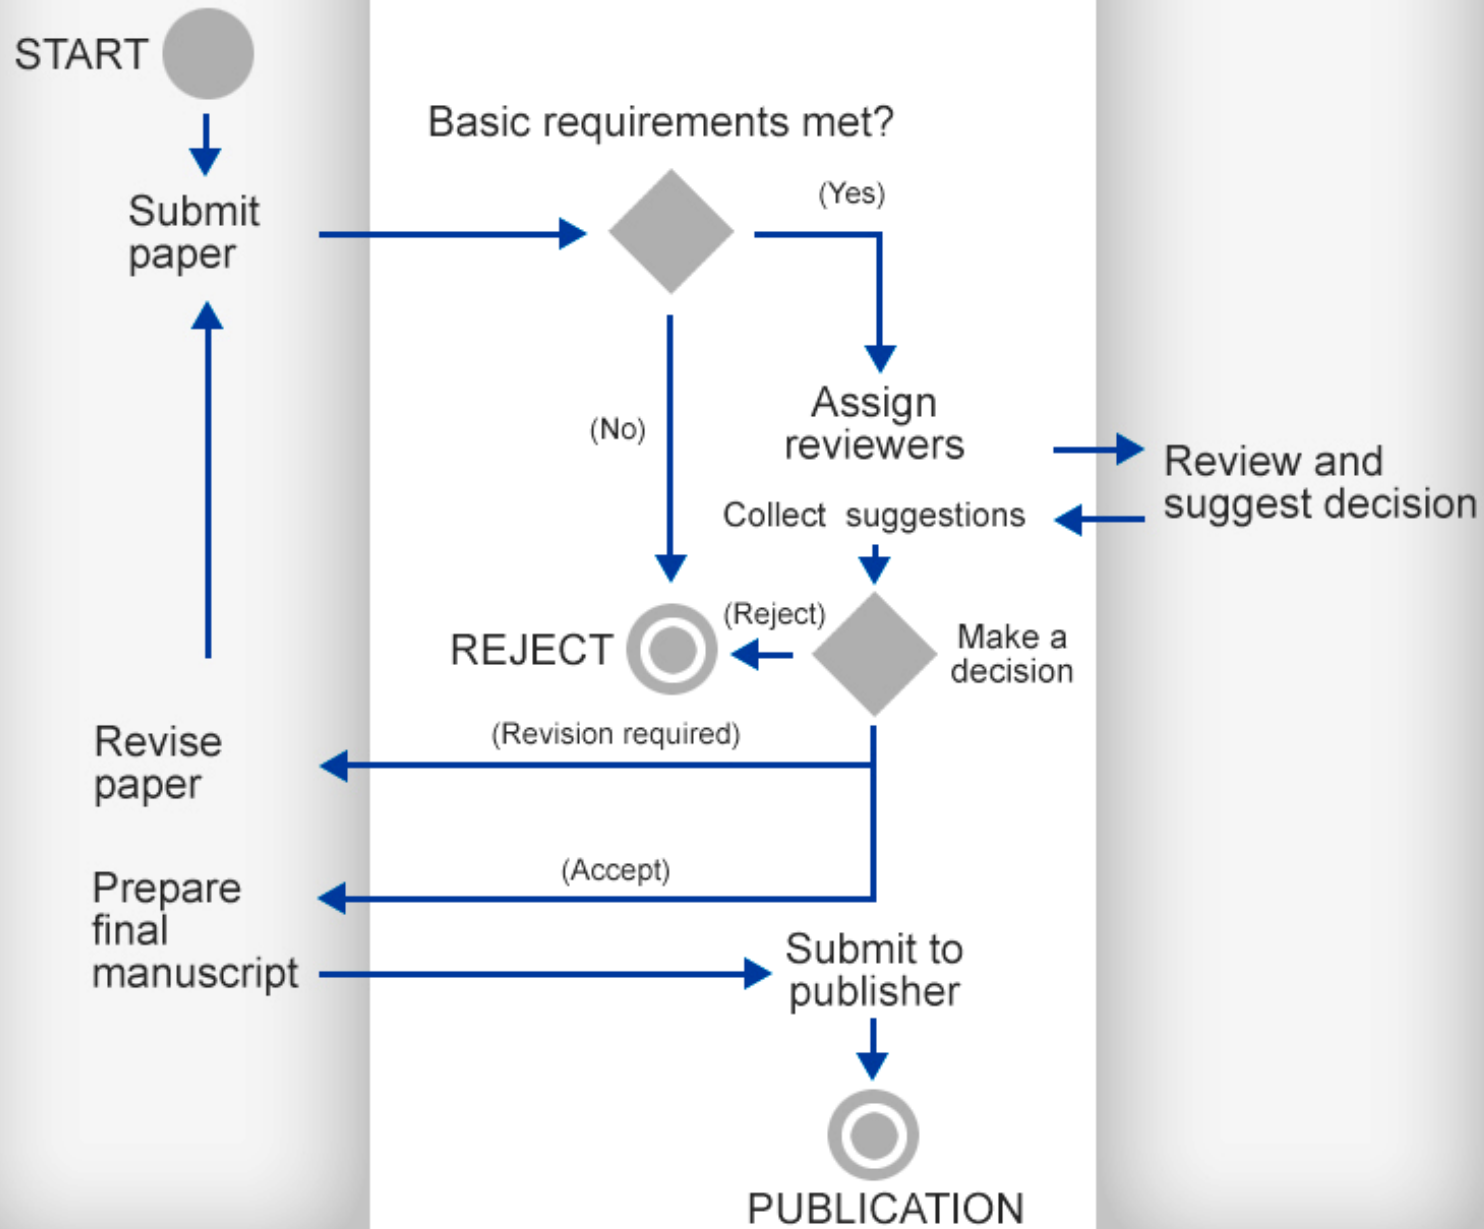 START
Basic requirements met?
(Yes)
Submit
paper
(No)
Assign
reviewers
Review and
suggest decision
Collect suggestions
(Reject)
REJECT
Make a
decision
(Revision required)
Revise
paper
(Accept)
Prepare
final
manuscript
Submit to
publisher
PUBLICATION